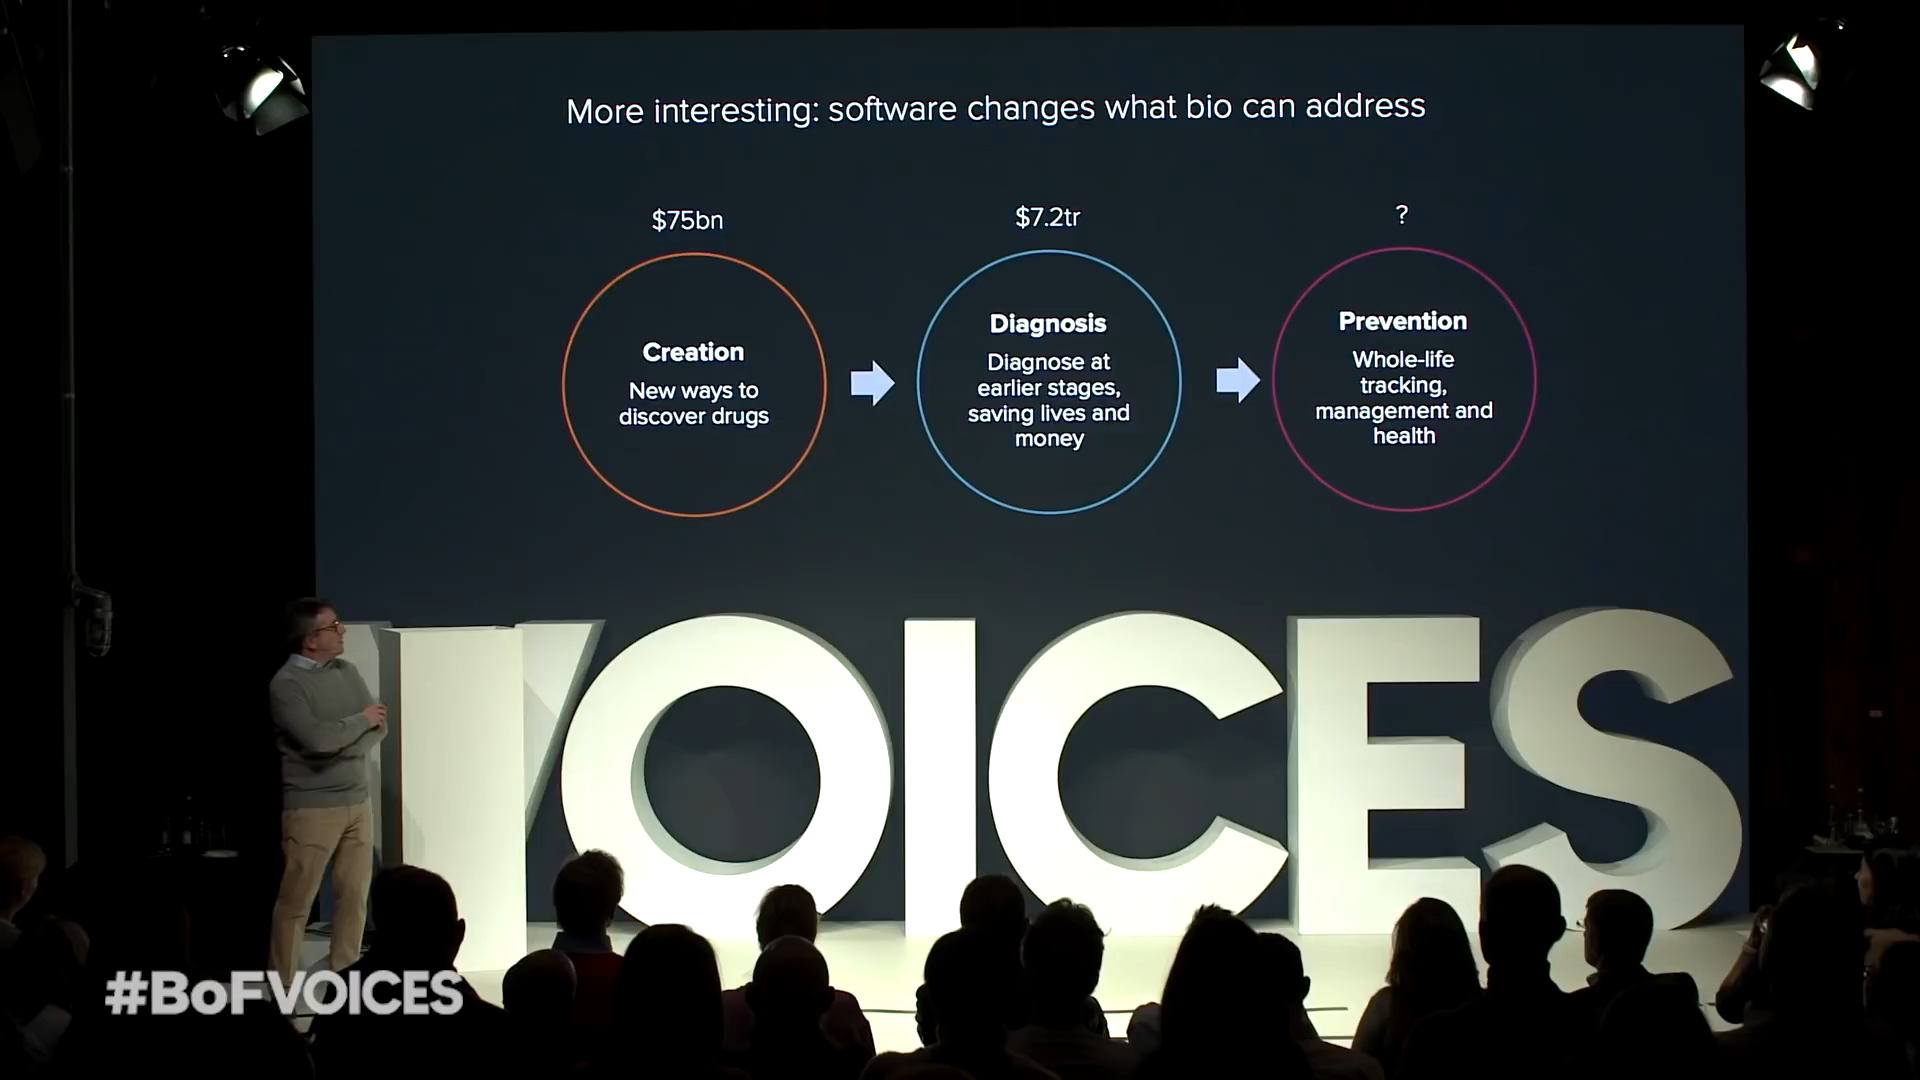 More interesting: software changes what bio can address
$75bn
Creation
New ways to
discover drugs
$7.2tr
Diagnosis
Diagnose at
earlier stages,
saving lives and
money
?
Prevention
Whole-life
tracking,
management and
health
VOICES
#BoFVOICES